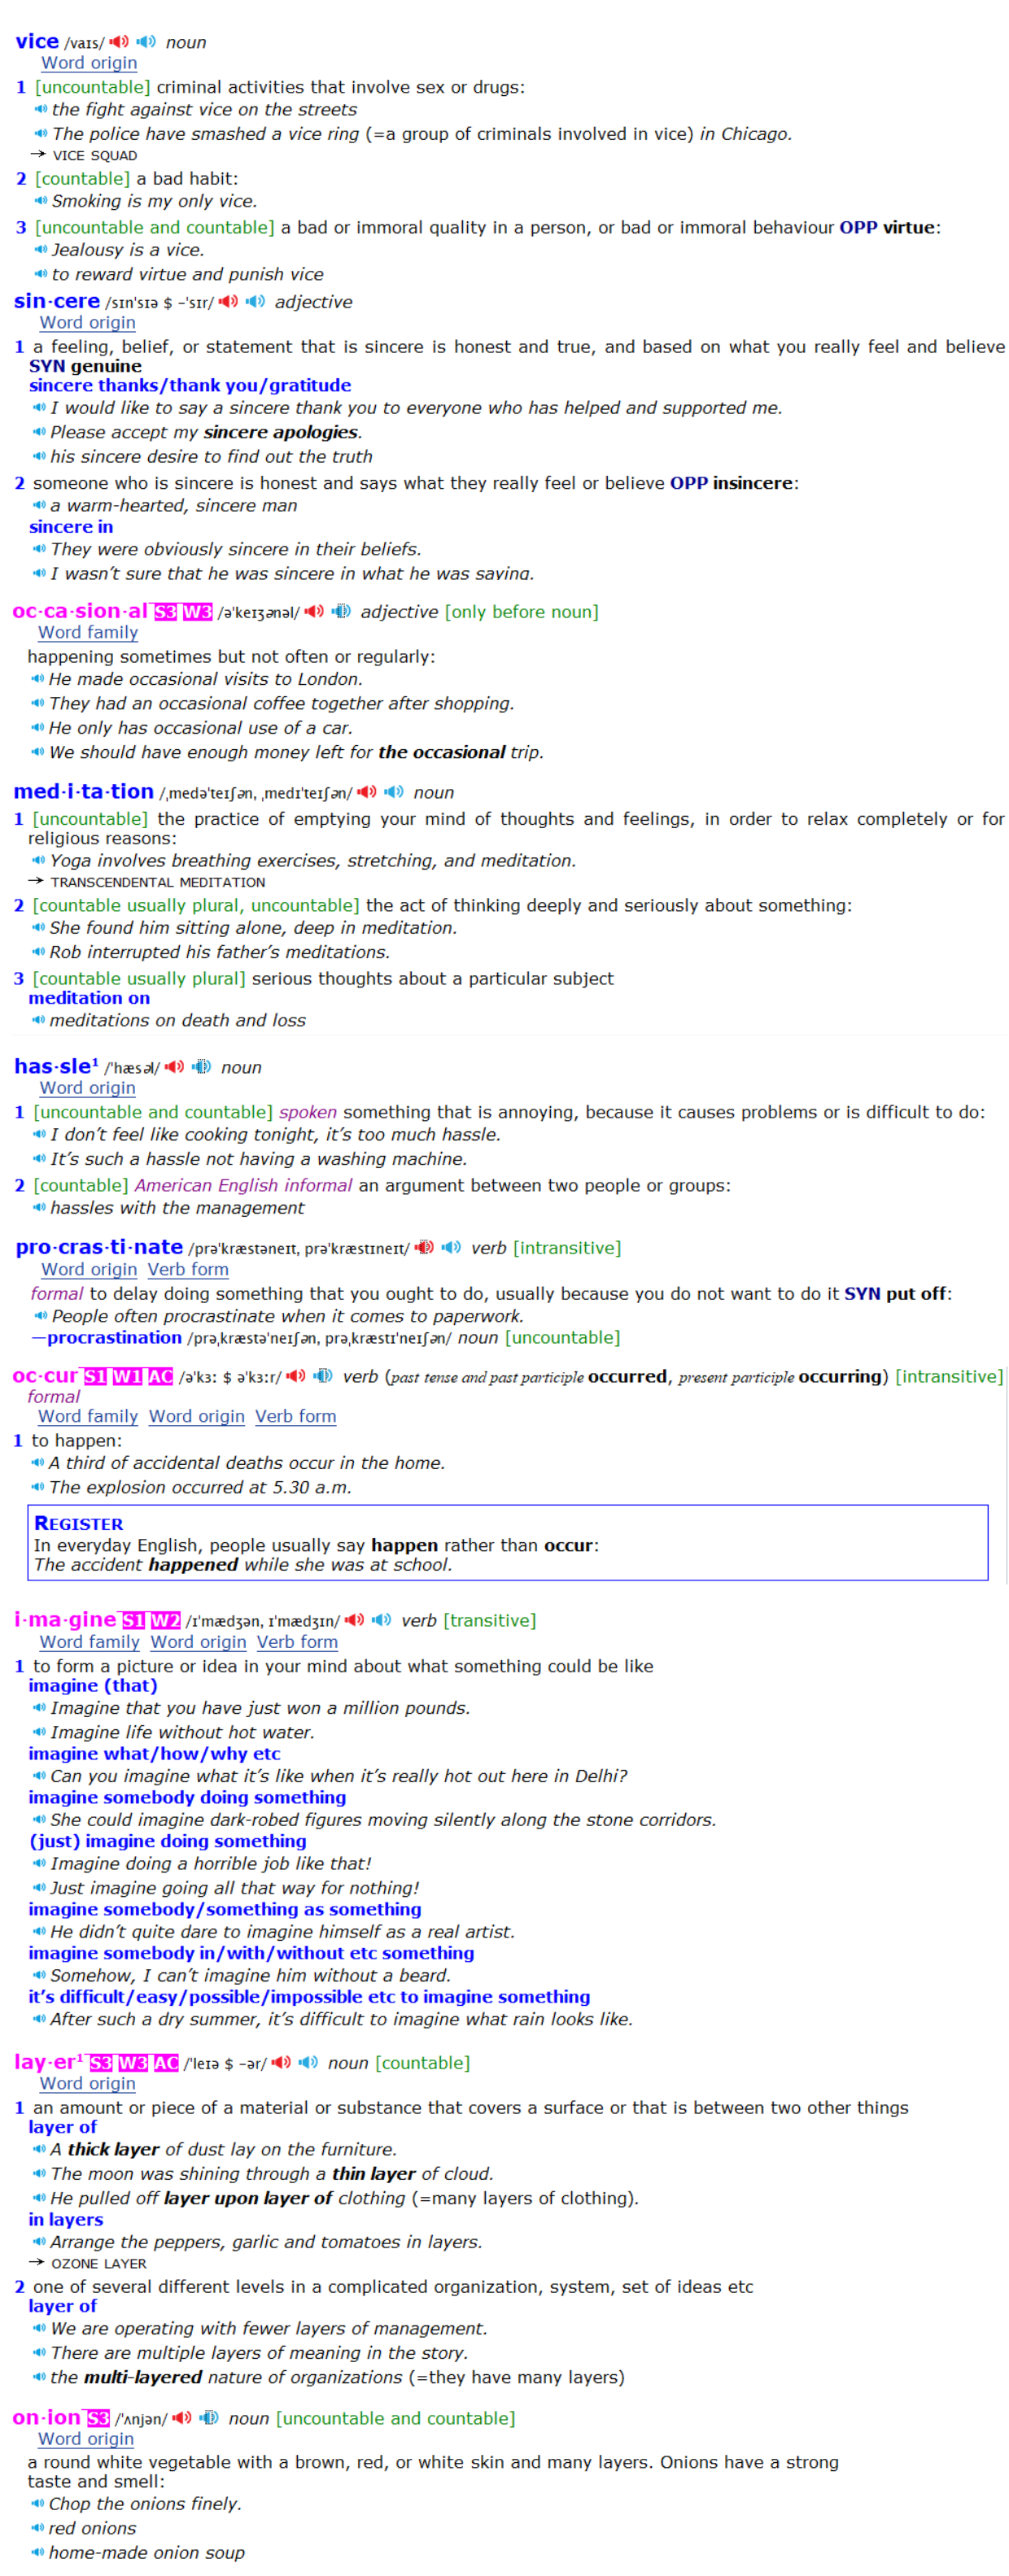 vice /vaɪs/ noun
Word origin
1 [uncountable] criminal activities that involve sex or drugs:
the fight against vice on the streets
The police have smashed a vice ring (=a group of criminals involved in vice) in Chicago.
→ VICE SQUAD
2 [countable] a bad habit:
Smoking is my only vice.
3 [uncountable and countable] a bad or immoral quality in a person, or bad or immoral behaviour OPP virtue:
Jealousy is a vice.
to reward virtue and punish vice
sin·cere /sɪnˈsɪə $ -ˈsɪr/ adjective
Word origin
1 a feeling, belief, or statement that is sincere is honest and true, and based on what you really feel and believe
SYN genuine
sincere thanks/thank you/gratitude
I would like to say a sincere thank you to everyone who has helped and supported me.
Please accept my sincere apologies.
his sincere desire to find out the truth
2 someone who is sincere is honest and says what they really feel or believe OPP insincere:
a warm-hearted, sincere man
sincere in
They were obviously sincere in their beliefs.
I wasn't sure that he was sincere in what he was saying.
oc·ca·sion·al S3 W3 /əˈkeɪʒənəl/ adjective [only before noun]
Word family
happening sometimes but not often or regularly:
He made occasional visits to London.
They had an occasional coffee together after shopping.
He only has occasional use of a car.
We should have enough money left for the occasional trip.
med·i·ta·tion /ˌmedəˈteɪʃən, ˌmedɪˈteɪʃən/ noun
1 [uncountable] the practice of emptying your mind of thoughts and feelings, in order to relax completely or for
religious reasons:
Yoga involves breathing exercises, stretching, and meditation.
→ TRANSCENDENTAL MEDITATION
2 [countable usually plural, uncountable] the act of thinking deeply and seriously about something:
She found him sitting alone, deep in meditation.
Rob interrupted his father's meditations.
3 [countable usually plural] serious thoughts about a particular subject
meditation on
meditations on death and loss
has·sle¹ /ˈhæsəl/ noun
Word origin
1 [uncountable and countable] spoken something that is annoying, because it causes problems or is difficult to do:
I don't feel like cooking tonight, it's too much hassle.
It's such a hassle not having a washing machine.
2 [countable] American English informal an argument between two people or groups:
hassles with the management
pro·cras·ti·nate /prəˈkræstəneɪt, prəˈkræstɪneɪt/ verb [intransitive]
Word origin Verb form
formal to delay doing something that you ought to do, usually because you do not want to do it SYN put off:
People often procrastinate when it comes to paperwork.
—procrastination /prəˌkræstəˈneɪʃən, prəˌkræstɪˈneɪʃən/ noun [uncountable]
oc·cur S1 W1 AC /əˈkɜː $ əˈkɜːr/ verb (past tense and past participle occurred, present participle occurring) [intransitive]
formal
Word family Word origin Verb form
1 to happen:
A third of accidental deaths occur in the home.
The explosion occurred at 5.30 a.m.
REGISTER
In everyday English, people usually say happen rather than occur:
The accident happened while she was at school.
i·ma·gine S1 W2 /ɪˈmædʒən, ɪˈmædʒɪn/ verb [transitive]
Word family Word origin Verb form
1 to form a picture or idea in your mind about what something could be like
imagine (that)
Imagine that you have just won a million pounds.
Imagine life without hot water.
imagine what/how/why etc
Can you imagine what it's like when it's really hot out here in Delhi?
imagine somebody doing something
She could imagine dark-robed figures moving silently along the stone corridors.
(just) imagine doing something
Imagine doing a horrible job like that!
Just imagine going all that way for nothing!
imagine somebody/something as something
He didn't quite dare to imagine himself as a real artist.
imagine somebody in/with/without etc something
Somehow, I can't imagine him without a beard.
it's difficult/easy/possible/impossible etc to imagine something
After such a dry summer, it's difficult to imagine what rain looks like.
lay·er¹ S3 W3 AC /ˈleɪə $ -ər/ noun [countable]
Word origin
1 an amount or piece of a material or substance that covers a surface or that is between two other things
layer of
A thick layer of dust lay on the furniture.
The moon was shining through a thin layer of cloud.
He pulled off layer upon layer of clothing (=many layers of clothing).
in layers
Arrange the peppers, garlic and tomatoes in layers.
→ OZONE LAYER
2 one of several different levels in a complicated organization, system, set of ideas etc
layer of
We are operating with fewer layers of management.
There are multiple layers of meaning in the story.
the multi-layered nature of organizations (=they have many layers)
on·ion S3 /ˈʌnjən/ noun [uncountable and countable]
Word origin
a round white vegetable with a brown, red, or white skin and many layers. Onions have a strong
taste and smell:
Chop the onions finely.
red onions
home-made onion soup